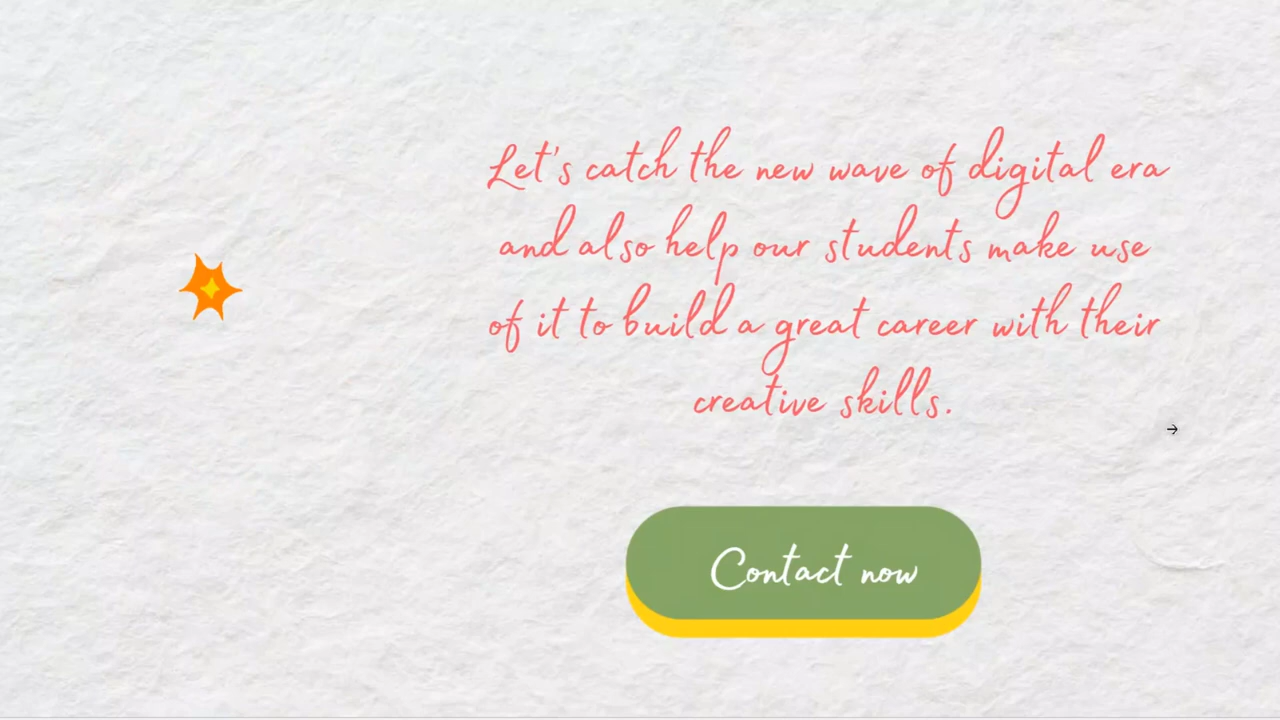 Let's catch the new wave of digital era
and also help our students make use
of it to build a great career with their
creative skills.
Contact now